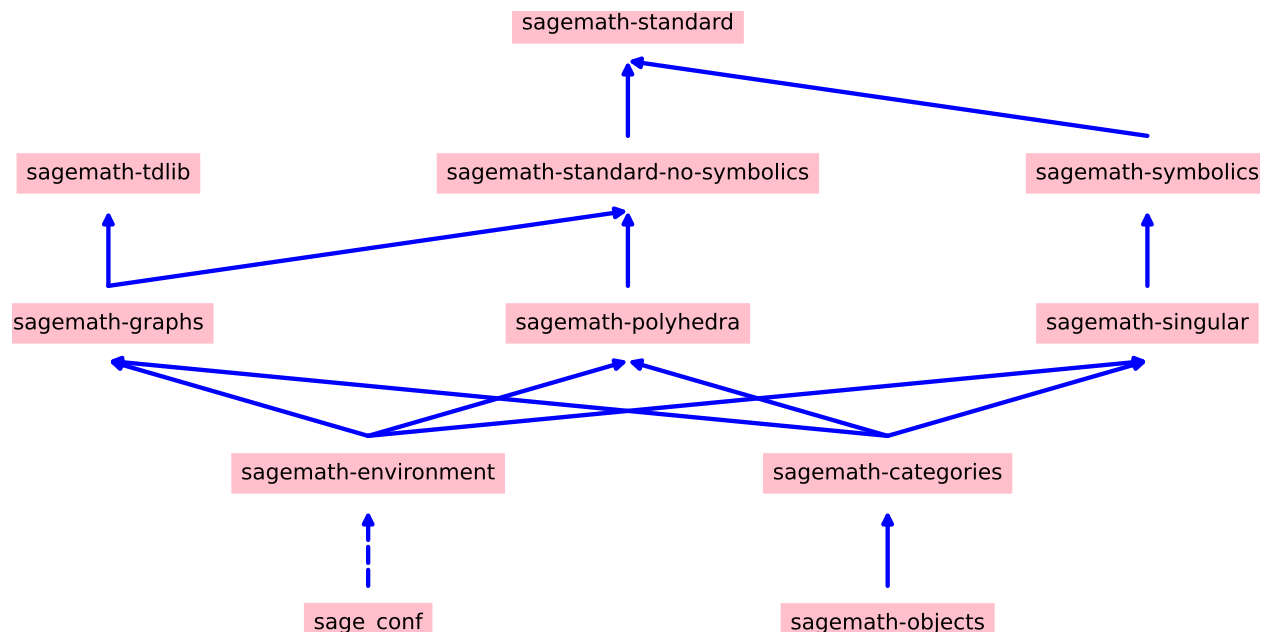 sagemath-standard
sagemath-tdlib
sagemath-standard-no-symbolics
sagemath-symbolics
sagemath-graphs
sagemath-polyhedra
sagemath-singular
sagemath-environment
sagemath-categories
sage_conf
sagemath-objects